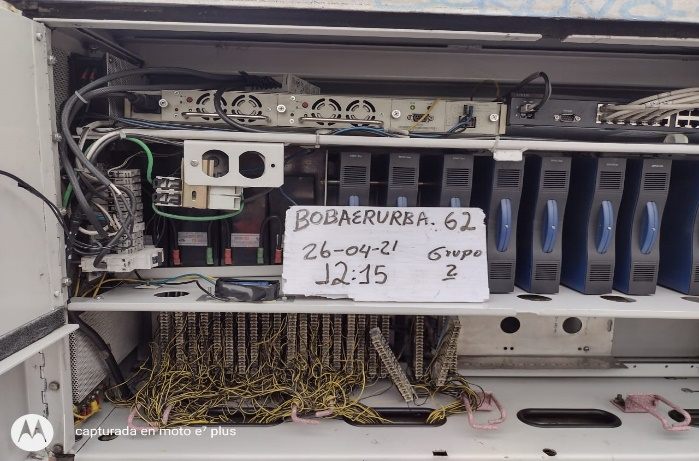 BOBAERURBA. 62
26-04-21
Grupo
12:15
2
capturada en moto e⁷ plus